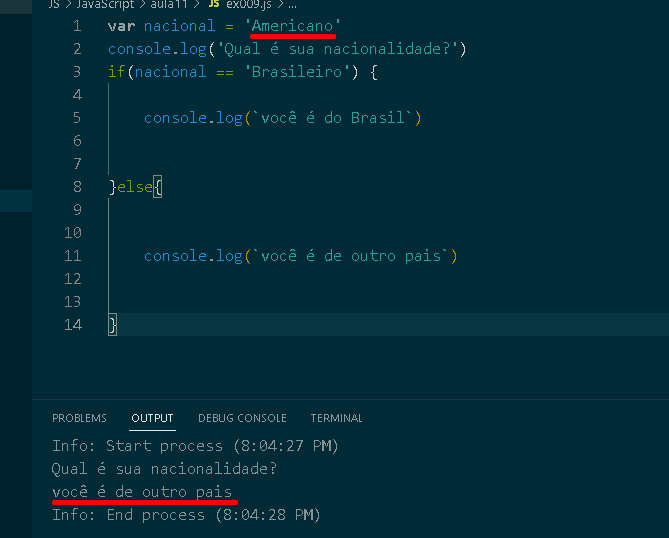 JS > JavaScript > aula11 > JS ex009.js > ...
1 var nacional = 'Americano'
2 console.log('Qual é sua nacionalidade?')
3 if(nacional == 'Brasileiro') {
4
5 console.log(`você é do Brasil`)
6
7
8 }else{
9
10
11 console.log(`você é de outro pais`)
12
13
14 }
PROBLEMS OUTPUT DEBUG CONSOLE TERMINAL
Info: Start process (8:04:27 PM)
Qual é sua nacionalidade?
você é de outro pais
Info: End process (8:04:28 PM)